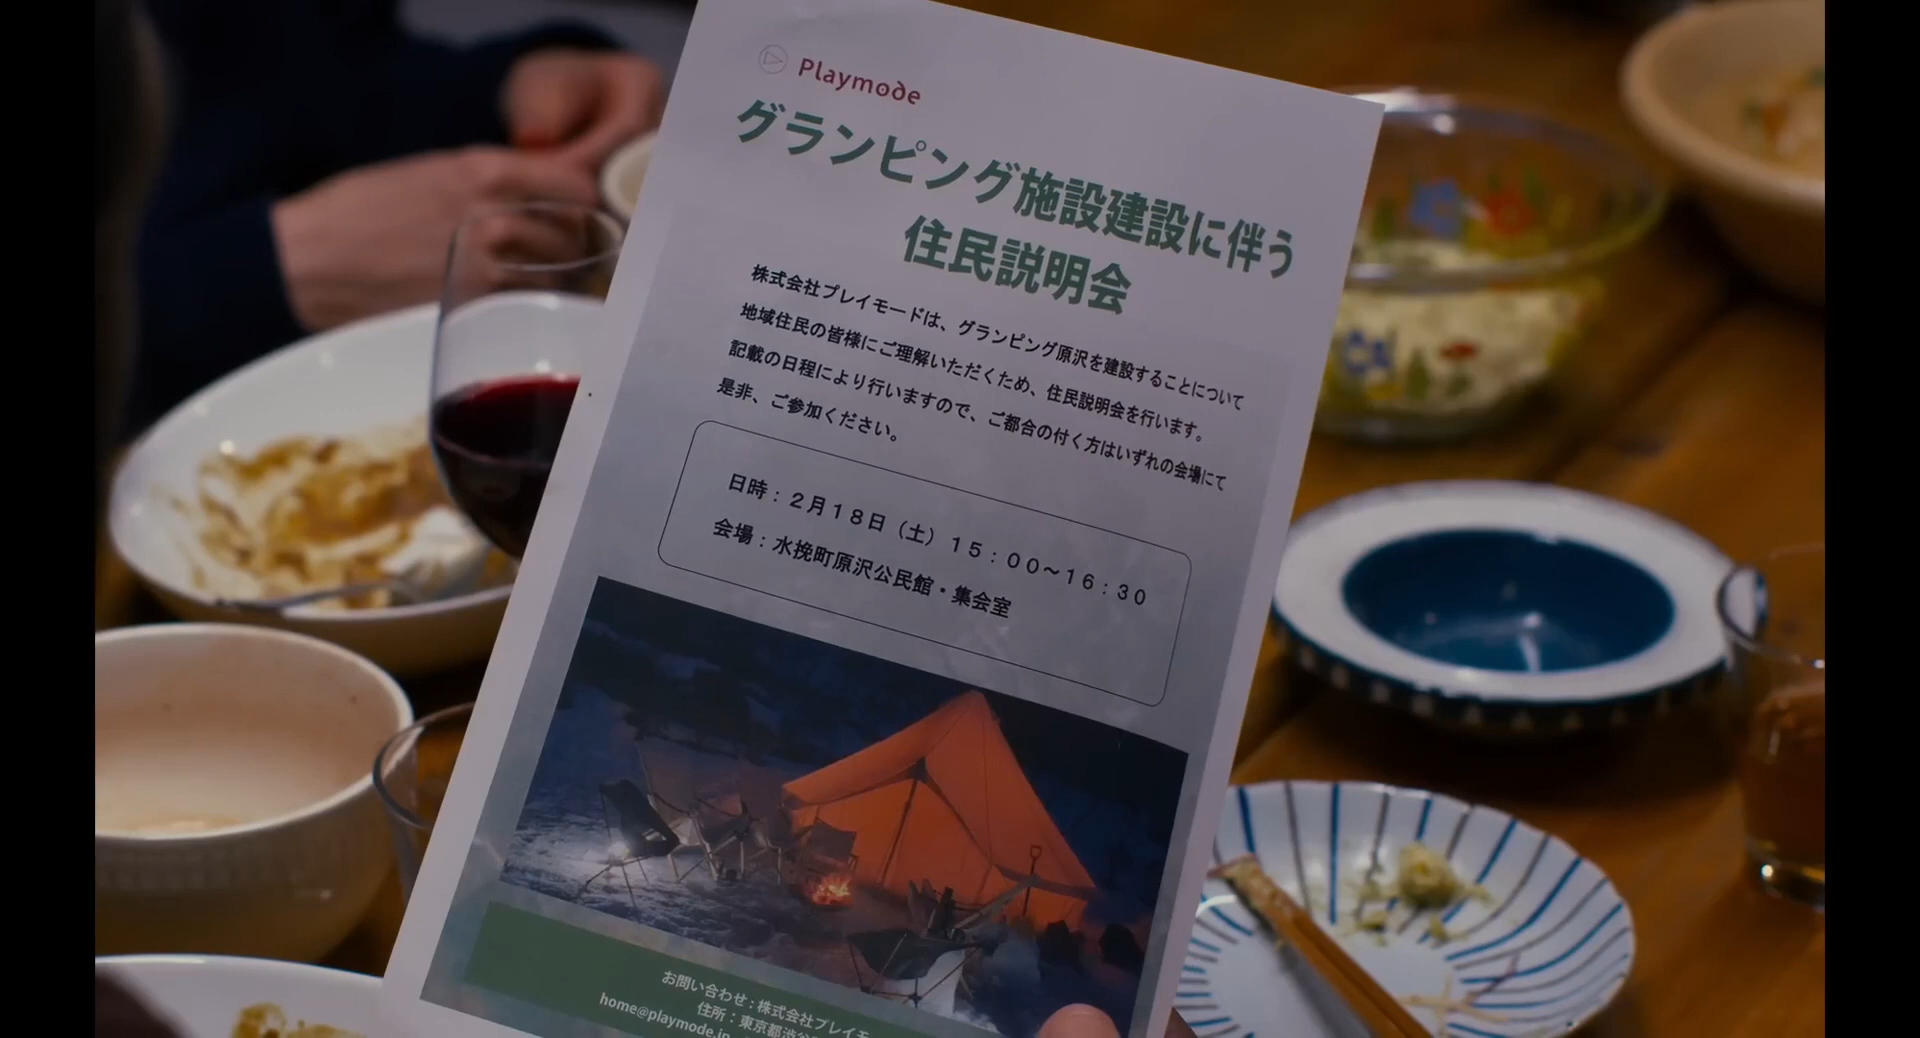 Playmode
グランピング施設建設に伴う
住民説明会
株式会社プレイモードは、グランピング原沢を建設することについて
地域住民の皆様にご理解いただくため、住民説明会を行います。
記載の日程により行いますので、ご都合の付く方はいずれの会場にて
是非、ご参加ください。
日時：２月１８日（土）１５：００〜１６：３０
会場：水挽町原沢公民館・集会室
お問い合わせ：株式会社プレイモ
住所：東京都渋谷
home@playmode.jp